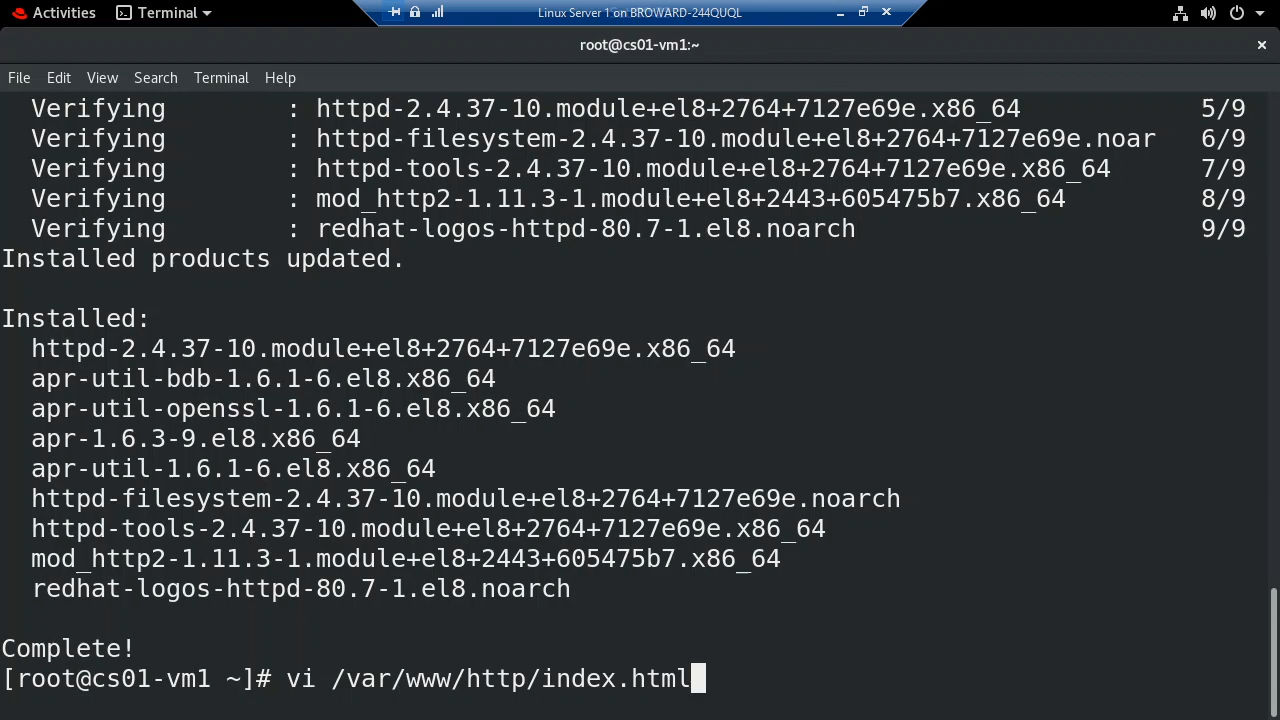 Activities Terminal Linux Server 1 on BROWARD-244QUQL
root@cs01-vm1:~
File Edit View Search Terminal Help
Verifying : httpd-2.4.37-10.module+el8+2764+7127e69e.x86_64 5/9
Verifying : httpd-filesystem-2.4.37-10.module+el8+2764+7127e69e.noar 6/9
Verifying : httpd-tools-2.4.37-10.module+el8+2764+7127e69e.x86_64 7/9
Verifying : mod_http2-1.11.3-1.module+el8+2443+605475b7.x86_64 8/9
Verifying : redhat-logos-httpd-80.7-1.el8.noarch 9/9
Installed products updated.
Installed:
httpd-2.4.37-10.module+el8+2764+7127e69e.x86_64
apr-util-bdb-1.6.1-6.el8.x86_64
apr-util-openssl-1.6.1-6.el8.x86_64
apr-1.6.3-9.el8.x86_64
apr-util-1.6.1-6.el8.x86_64
httpd-filesystem-2.4.37-10.module+el8+2764+7127e69e.noarch
httpd-tools-2.4.37-10.module+el8+2764+7127e69e.x86_64
mod_http2-1.11.3-1.module+el8+2443+605475b7.x86_64
redhat-logos-httpd-80.7-1.el8.noarch
Complete!
[root@cs01-vm1 ~]# vi /var/www/http/index.html